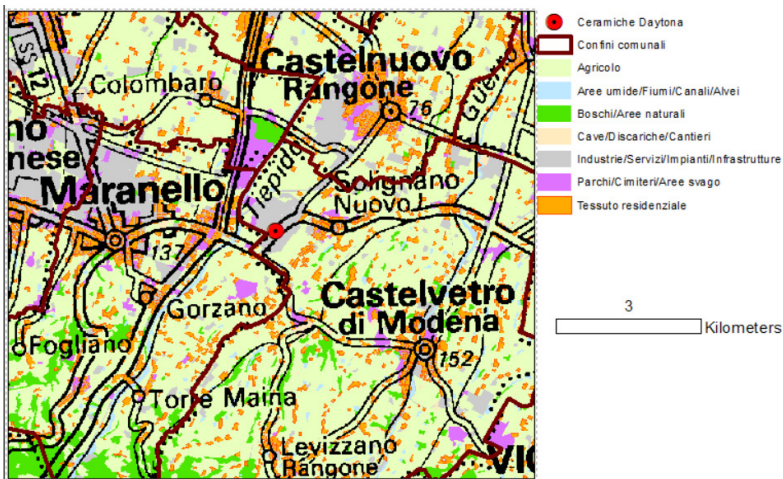 SS 12
Colombaro
Castelnuovo
Rangone
76
Guerro
no
nese
Maranello
137
Tiepido
Solignano
Nuovo
Gorzano
Castelvetro
di Modena
152
Fogliano
Torre Maina
Levizzano
Rangone
VI
Ceramiche Daytona
Confini comunali
Agricolo
Aree umide/Fiumi/Canali/Alvei
Boschi/Aree naturali
Cave/Discariche/Cantieri
Industrie/Servizi/Impianti/Infrastrutture
Parchi/Cimiteri/Aree svago
Tessuto residenziale
3
Kilometers